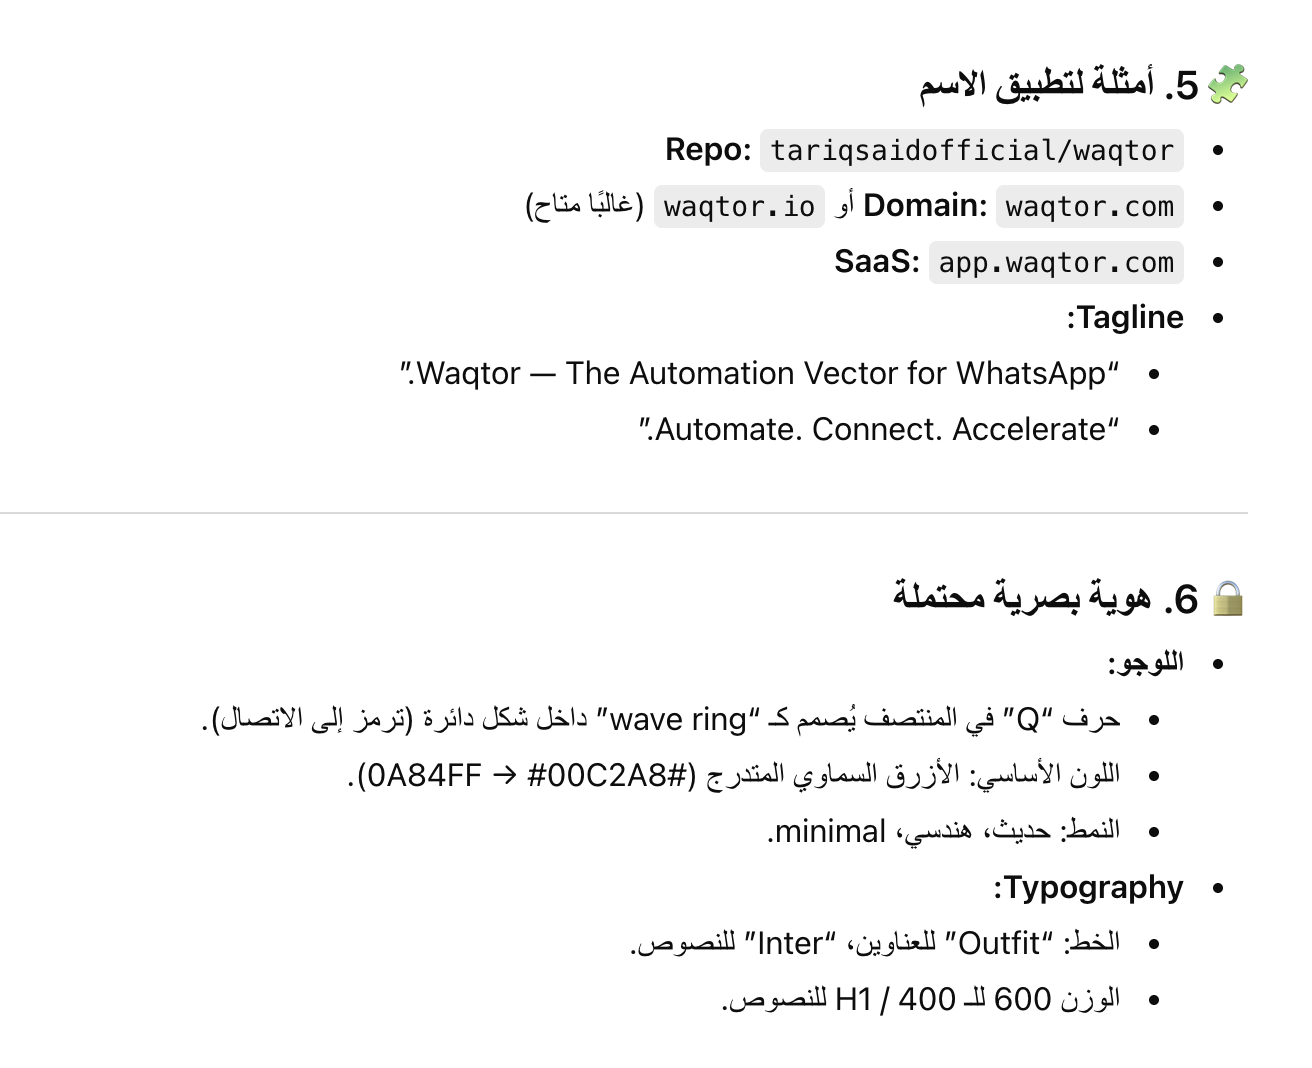 🧩 5. أمثلة لتطبيق الاسم
• Repo: tariqsaidofficial/waqtor
• Domain: waqtor.com أو waqtor.io (غالبًا متاح)
• SaaS: app.waqtor.com
• Tagline:
• “Waqtor — The Automation Vector for WhatsApp.”
• “Automate. Connect. Accelerate.”
🔒 6. هوية بصرية محتملة
• اللوجو:
• حرف “Q” في المنتصف يُصمم كـ “wave ring” داخل شكل دائرة (ترمز إلى الاتصال).
• اللون الأساسي: الأزرق السماوي المتدرج (#0A84FF → #00C2A8).
• النمط: حديث، هندسي، minimal.
• Typography:
• الخط: “Outfit” للعناوين، “Inter” للنصوص.
• الوزن 600 للـ H1 / 400 للنصوص.